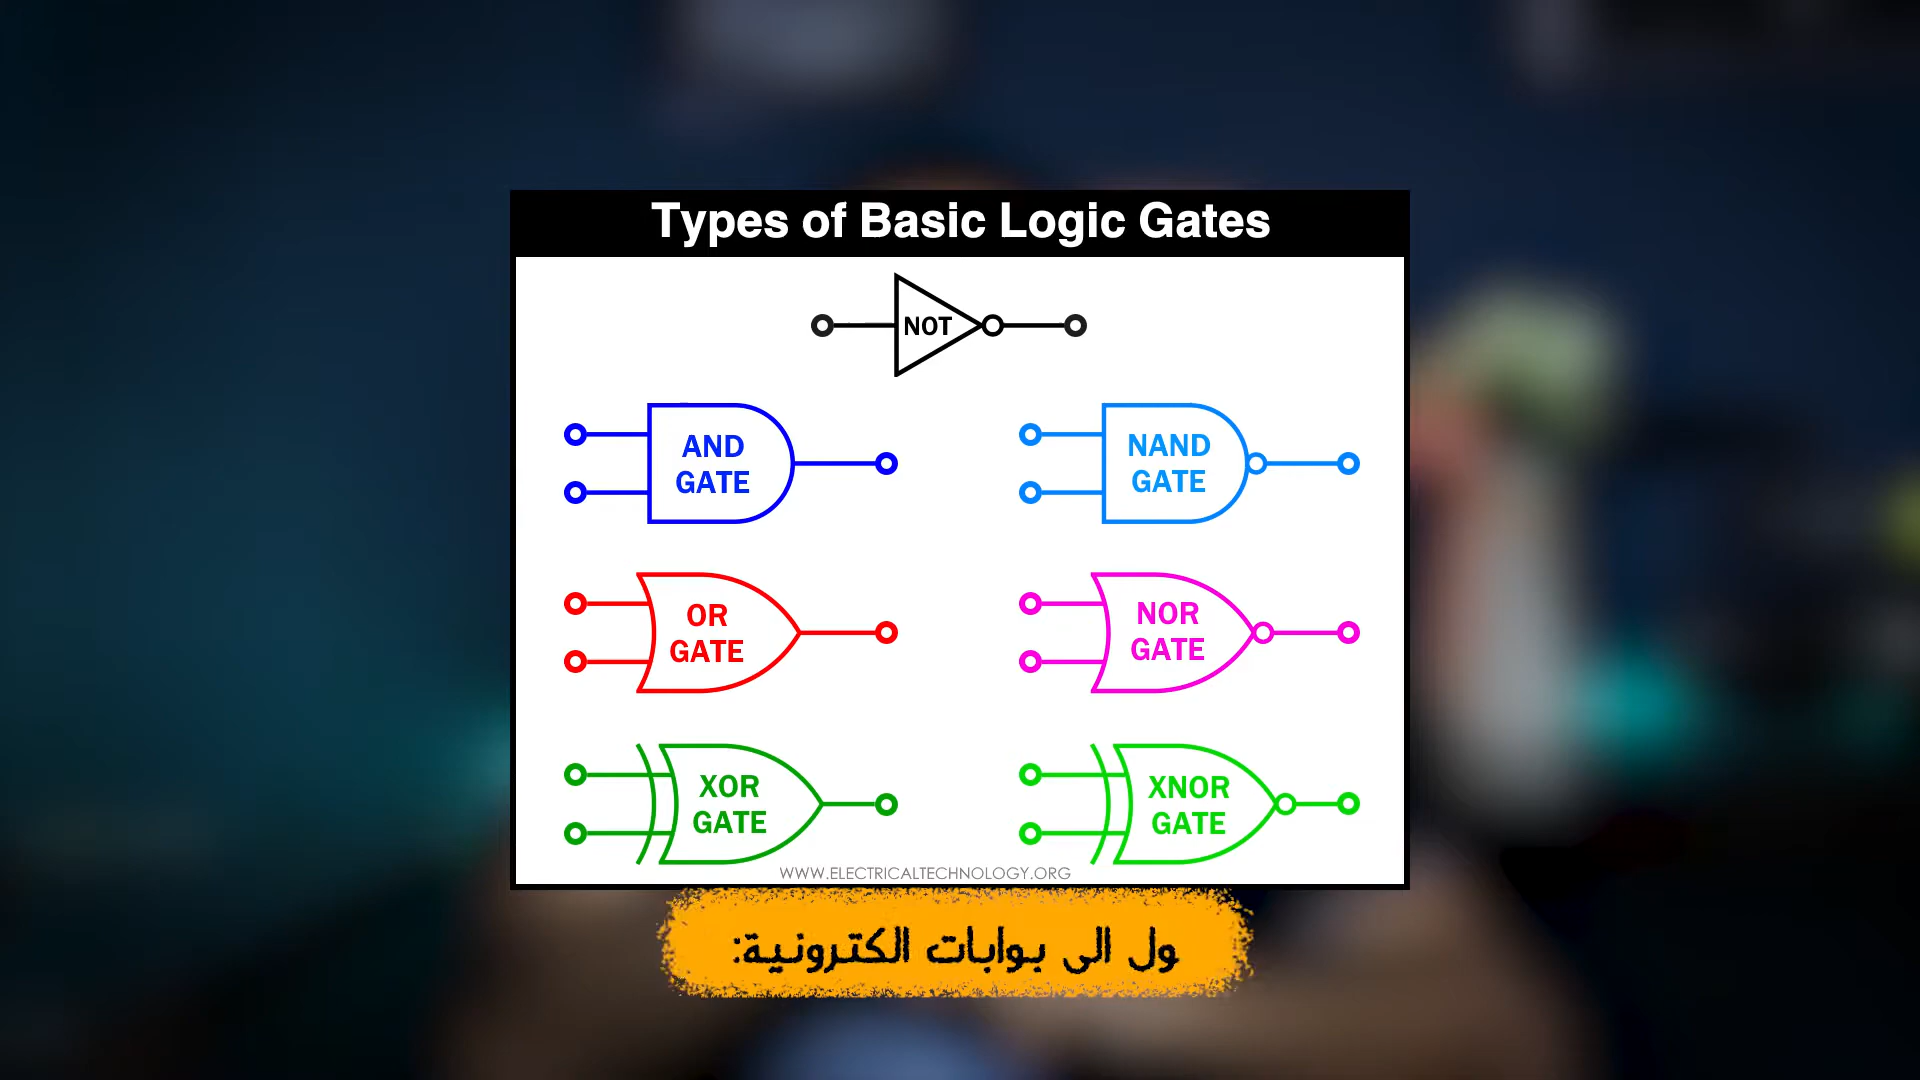 Types of Basic Logic Gates
NOT
AND
GATE
NAND
GATE
OR
GATE
NOR
GATE
XOR
GATE
XNOR
GATE
WWW.ELECTRICALTECHNOLOGY.ORG
ول الى بوابات الكترونية: